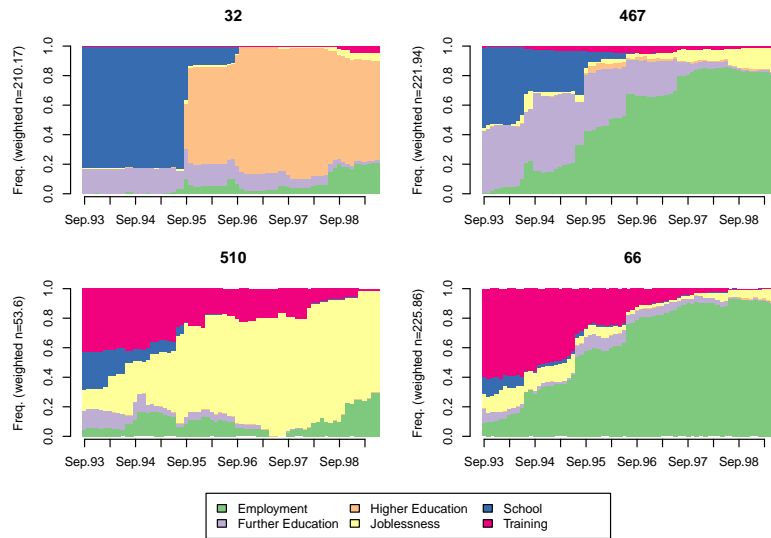 32
Freq. (weighted n=210.17)
0.0 0.2 0.4 0.6 0.8 1.0
Sep.93 Sep.94 Sep.95 Sep.96 Sep.97 Sep.98
467
Freq. (weighted n=221.94)
0.0 0.2 0.4 0.6 0.8 1.0
Sep.93 Sep.94 Sep.95 Sep.96 Sep.97 Sep.98
510
Freq. (weighted n=53.6)
0.0 0.2 0.4 0.6 0.8 1.0
Sep.93 Sep.94 Sep.95 Sep.96 Sep.97 Sep.98
66
Freq. (weighted n=225.86)
0.0 0.2 0.4 0.6 0.8 1.0
Sep.93 Sep.94 Sep.95 Sep.96 Sep.97 Sep.98
Employment Higher Education School
Further Education Joblessness Training